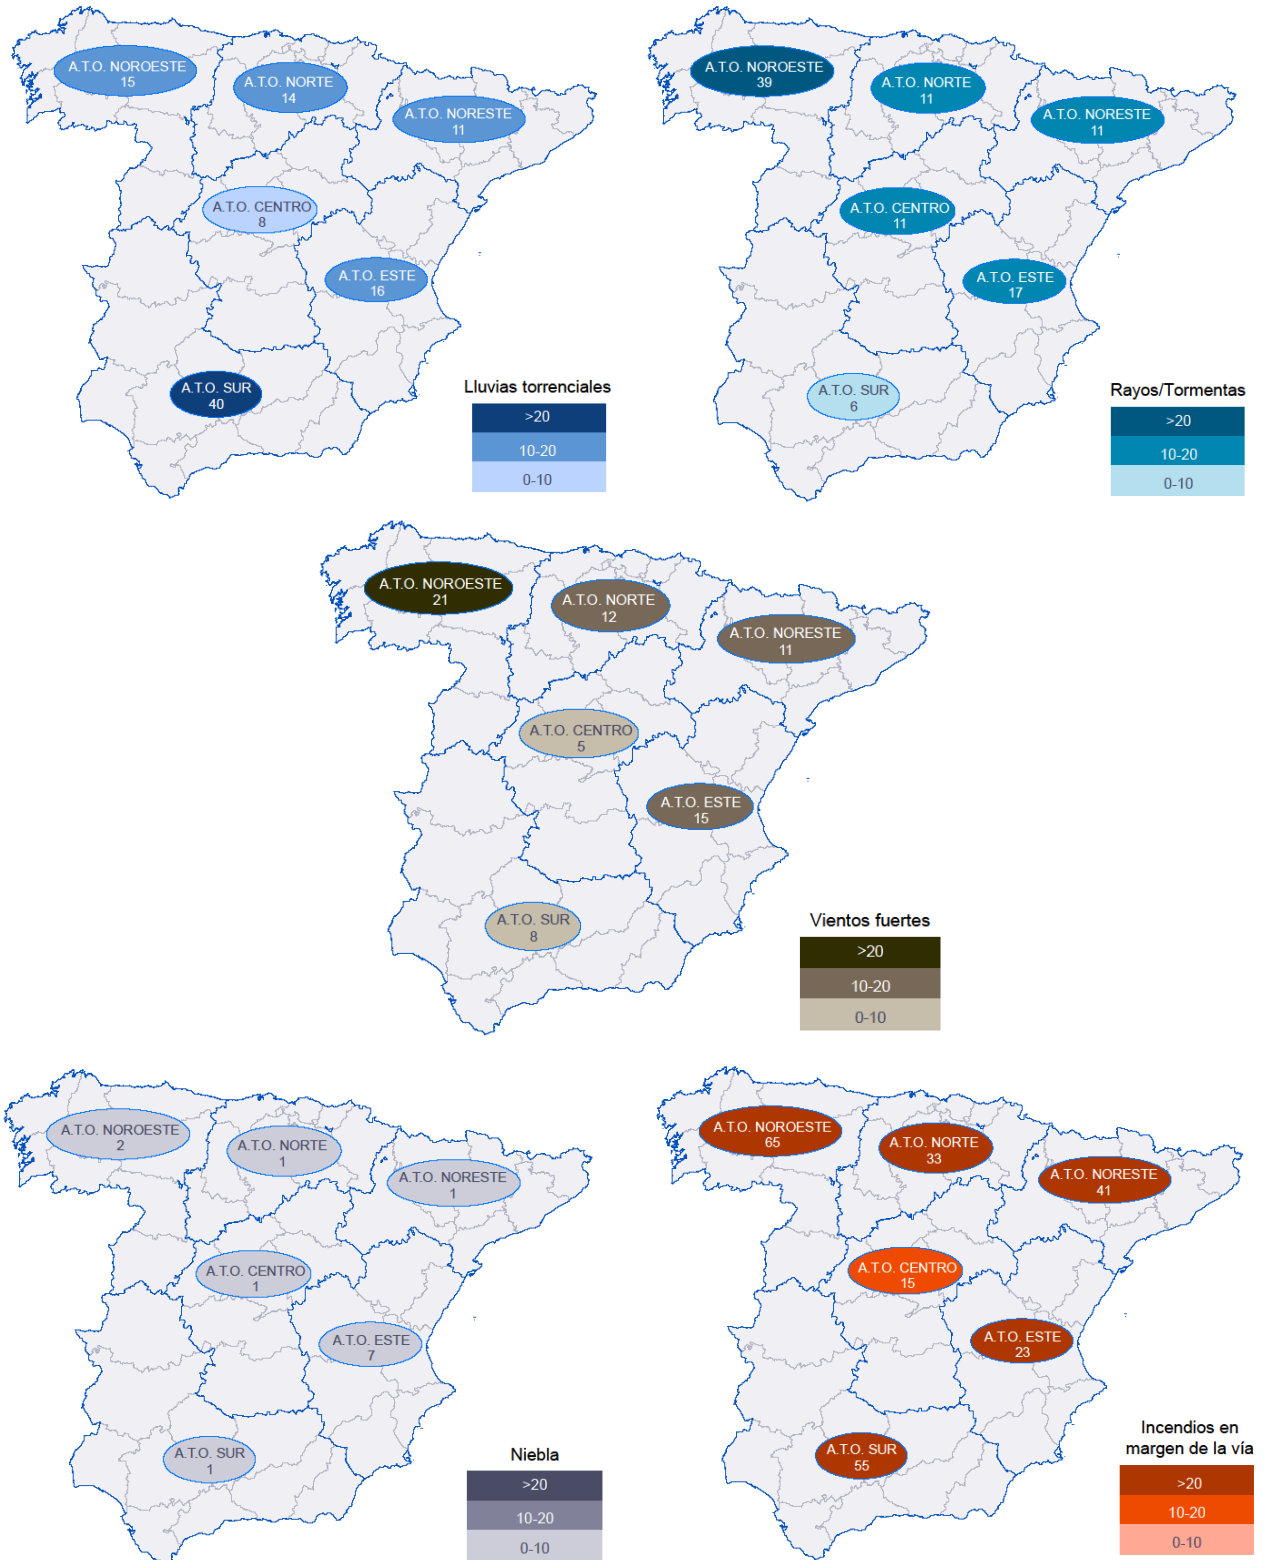 A.T.O. NOROESTE
15
A.T.O. NORTE
14
A.T.O. NORESTE
11
A.T.O. CENTRO
8
A.T.O. ESTE
16
A.T.O. SUR
40
Lluvias torrenciales
>20
10-20
0-10
A.T.O. NOROESTE
39
A.T.O. NORTE
11
A.T.O. NORESTE
11
A.T.O. CENTRO
11
A.T.O. ESTE
17
A.T.O. SUR
6
Rayos/Tormentas
>20
10-20
0-10
A.T.O. NOROESTE
21
A.T.O. NORTE
12
A.T.O. NORESTE
11
A.T.O. CENTRO
5
A.T.O. ESTE
15
A.T.O. SUR
8
Vientos fuertes
>20
10-20
0-10
A.T.O. NOROESTE
2
A.T.O. NORTE
1
A.T.O. NORESTE
1
A.T.O. CENTRO
1
A.T.O. ESTE
7
A.T.O. SUR
1
Niebla
>20
10-20
0-10
A.T.O. NOROESTE
65
A.T.O. NORTE
33
A.T.O. NORESTE
41
A.T.O. CENTRO
15
A.T.O. ESTE
23
A.T.O. SUR
55
Incendios en
margen de la vía
>20
10-20
0-10